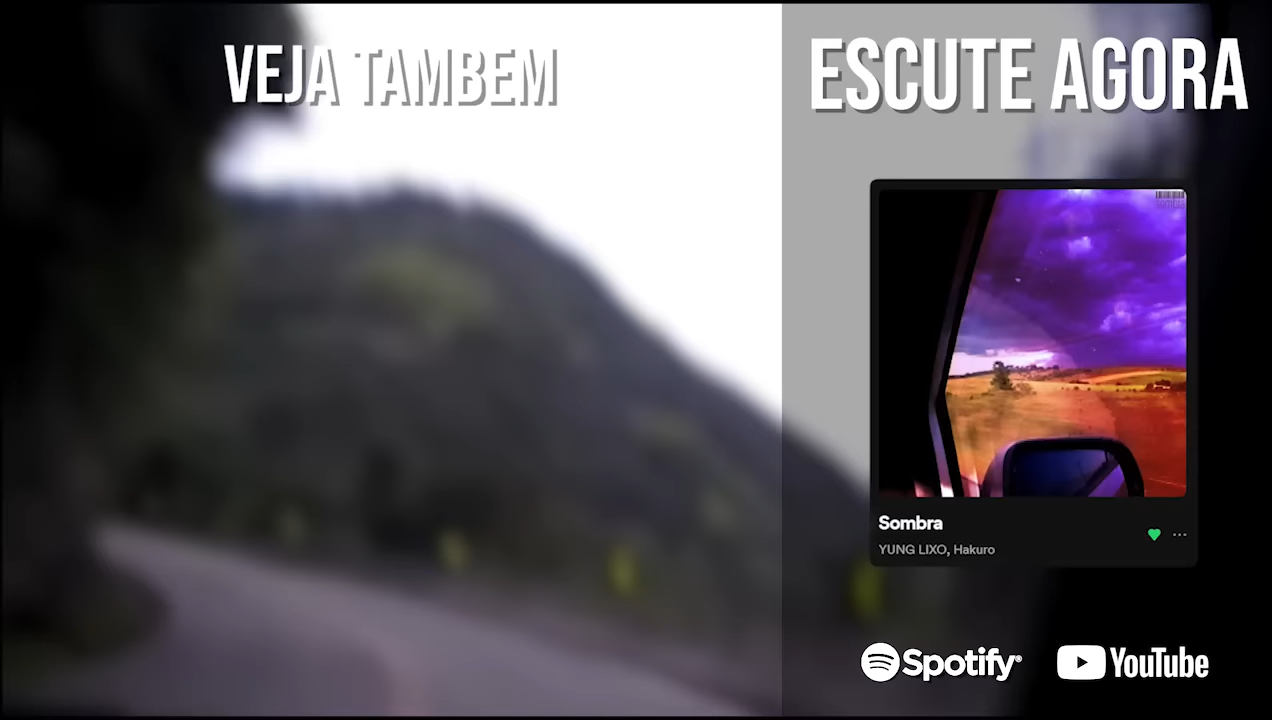 VEJA TAMBEM
ESCUTE AGORA
Sombra
YUNG LIXO, Hakuro
Spotify®
YouTube